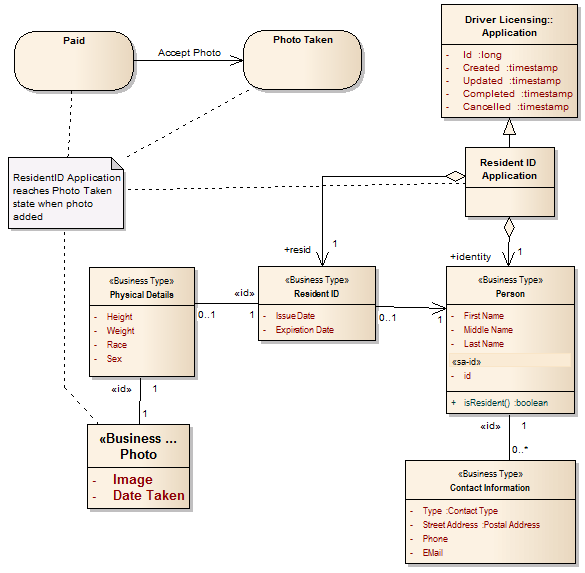 Driver Licensing::
Application
- Id :long
- Created :timestamp
- Updated :timestamp
- Completed :timestamp
- Cancelled :timestamp
Paid
Accept Photo
Photo Taken
ResidentID Application
reaches Photo Taken
state when photo
added
Resident ID
Application
+resid
1
+identity
1
«Business Type»
Physical Details
- Height
- Weight
- Race
- Sex
«id»
0..1
1
«Business Type»
Resident ID
- Issue Date
- Expiration Date
0..1
1
«Business Type»
Person
- First Name
- Middle Name
- Last Name
«sa-id»
- id
+ isResident() :boolean
«id»
1
1
«Business ...
Photo
- Image
- Date Taken
«id»
1
0..*
«Business Type»
Contact Information
- Type :Contact Type
- Street Address :Postal Address
- Phone
- EMail